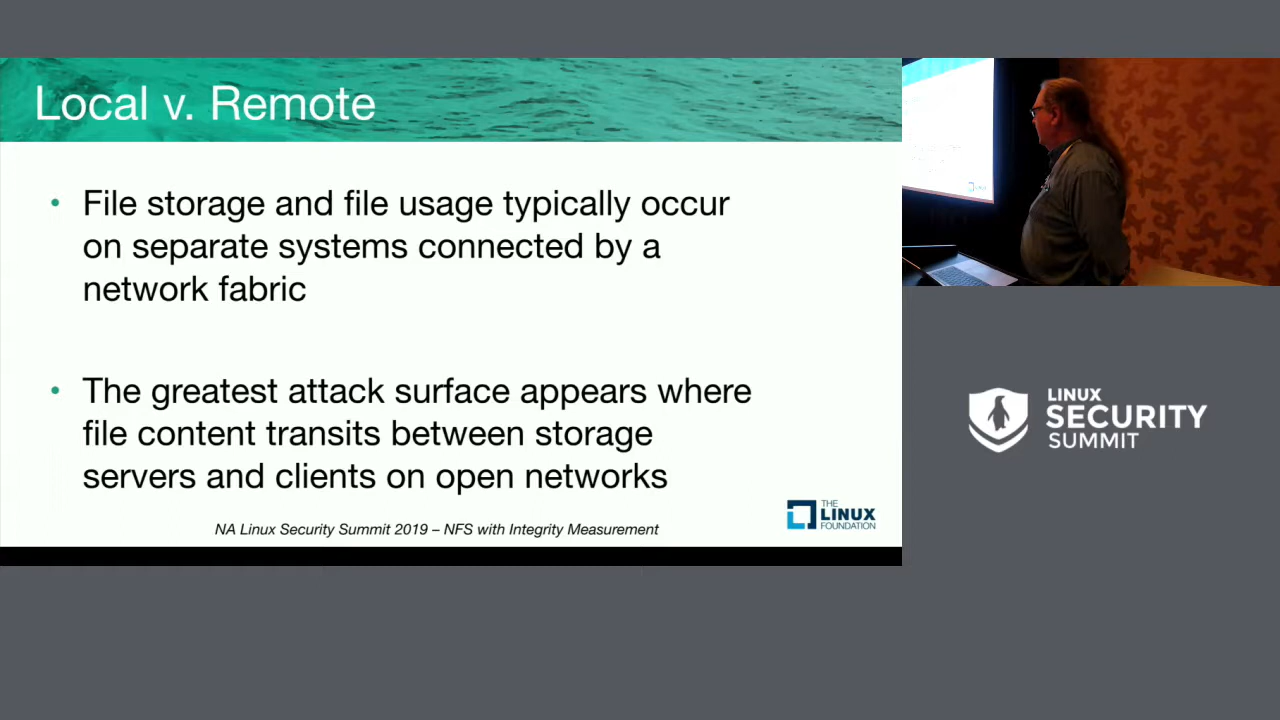 Local v. Remote
• File storage and file usage typically occur
on separate systems connected by a
network fabric
• The greatest attack surface appears where
file content transits between storage
servers and clients on open networks
NA Linux Security Summit 2019 – NFS with Integrity Measurement
THE
LINUX
FOUNDATION
LINUX
SECURITY
SUMMIT